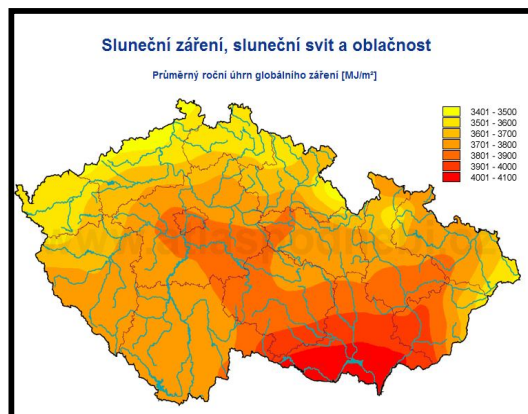 Sluneční záření, sluneční svit a oblačnost
Průměrný roční úhrn globálního záření [MJ/m²]
3401 - 3500
3501 - 3600
3601 - 3700
3701 - 3800
3801 - 3900
3901 - 4000
4001 - 4100